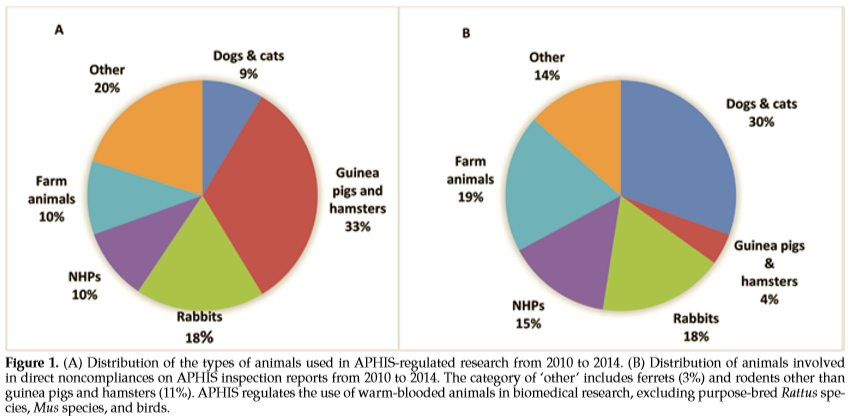 A
Dogs & cats
9%
Other
20%
Guinea
pigs and
hamsters
33%
Farm
animals
10%
NHPs
10%
Rabbits
18%
B
Other
14%
Dogs & cats
30%
Farm
animals
19%
Guinea pigs
&
hamsters
4%
NHPs
15%
Rabbits
18%
Figure 1. (A) Distribution of the types of animals used in APHIS-regulated research from 2010 to 2014. (B) Distribution of animals involved
in direct noncompliances on APHIS inspection reports from 2010 to 2014. The category of ‘other’ includes ferrets (3%) and rodents other than
guinea pigs and hamsters (11%). APHIS regulates the use of warm-blooded animals in biomedical research, excluding purpose-bred Rattus spe-
cies, Mus species, and birds.